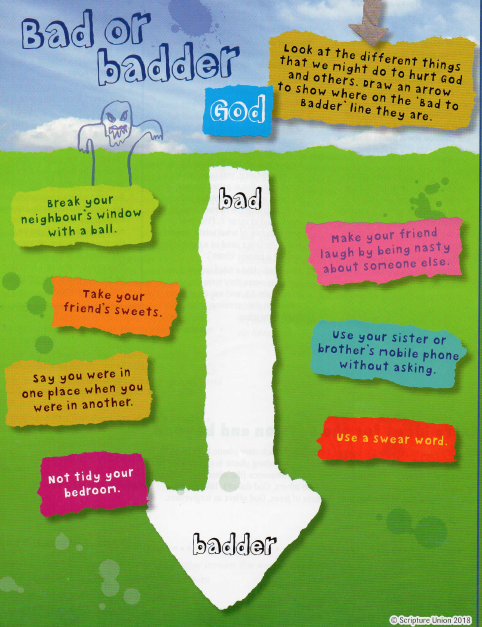 Bad or
badder
Look at the different things
that we might do to hurt God
and others. Draw an arrow
to show where on the 'Bad to
Badder' line they are.
God
bad
Break your
neighbour's window
with a ball.
Make your friend
laugh by being nasty
about someone else.
Take your
friend's sweets.
Use your sister or
brother's mobile phone
without asking.
Say you were in
one place when you
were in another.
Use a swear word.
Not tidy your
bedroom.
badder
© Scripture Union 2018